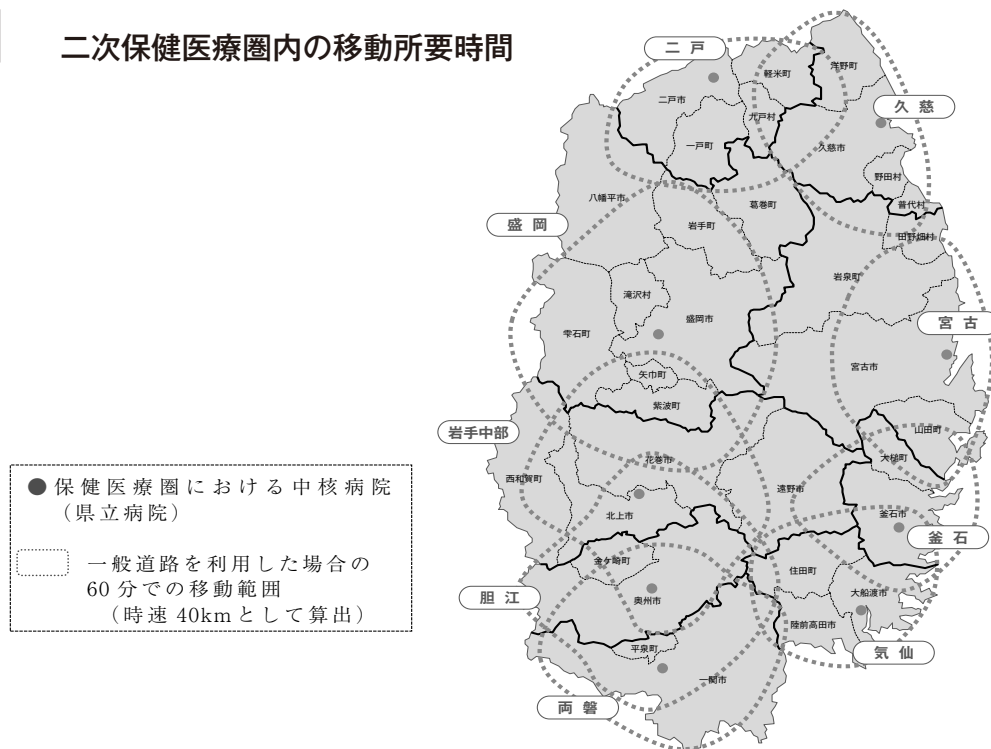 二次保健医療圏内の移動所要時間
二戸
軽米町
洋野町
二戸市
久慈
九戸村
一戸町
久慈市
野田村
八幡平市
葛巻町
普代村
盛岡
岩手町
田野畑村
岩泉町
滝沢村
盛岡市
宮古
雫石町
宮古市
矢巾町
紫波町
山田町
岩手中部
大槌町
花巻市
西和賀町
遠野市
北上市
釜石市
釜石
金ケ崎町
住田町
胆江
奥州市
大船渡市
陸前高田市
平泉町
気仙
一関市
両磐
●保健医療圏における中核病院
（県立病院）
一般道路を利用した場合の
60分での移動範囲
（時速40kmとして算出）